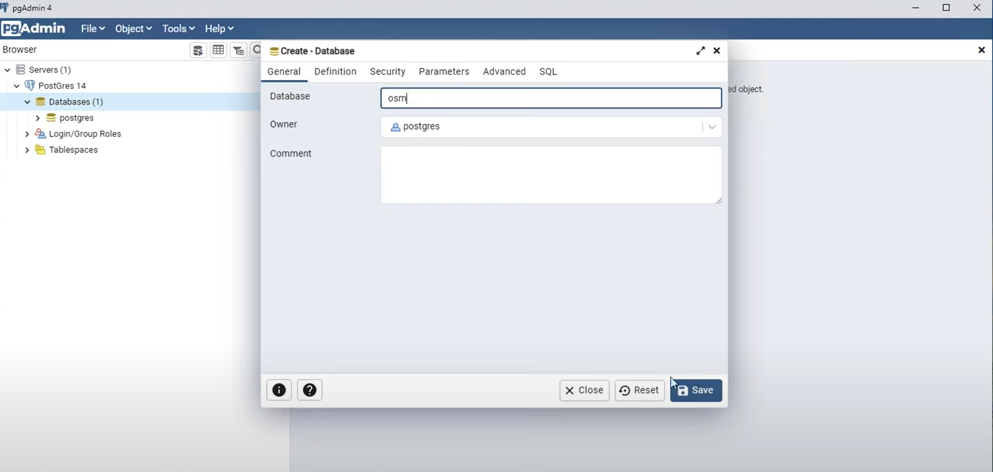 pgAdmin 4
pgAdmin File Object Tools Help
Browser
Servers (1)
PostGres 14
Databases (1)
postgres
Login/Group Roles
Tablespaces
Create - Database
General Definition Security Parameters Advanced SQL
Database osm
Owner postgres
Comment
Close Reset Save
ed object.